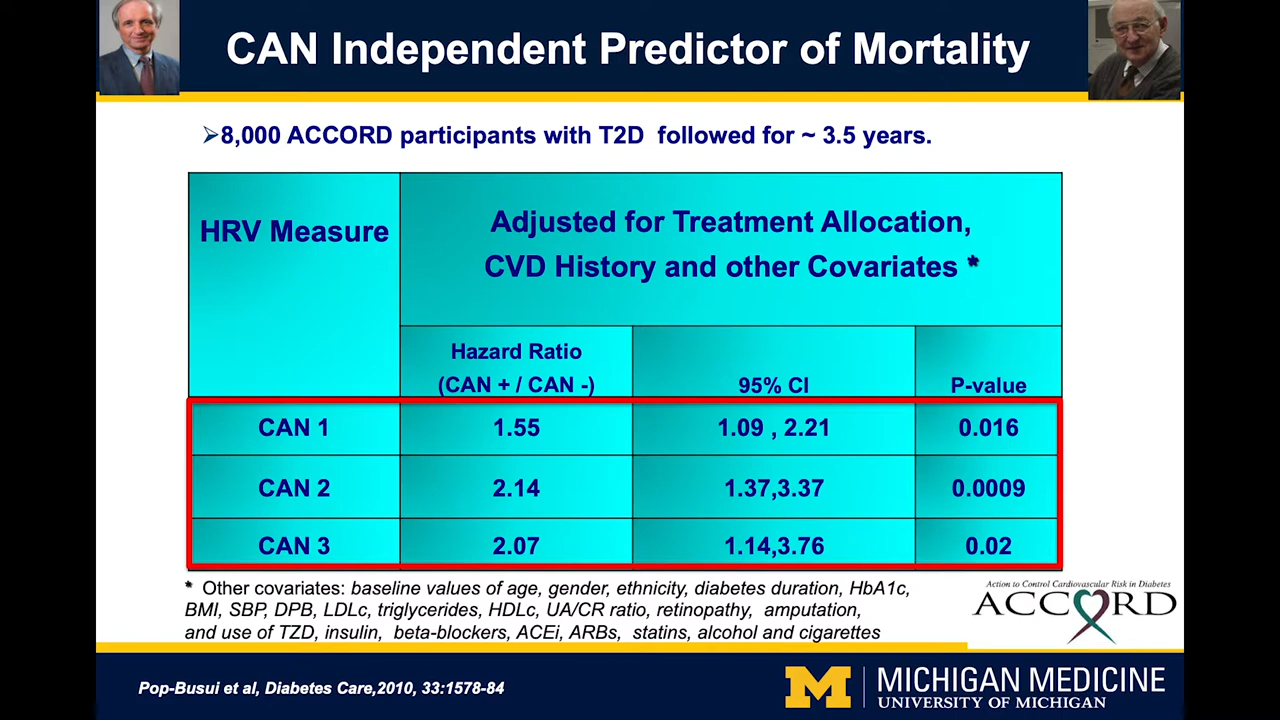 CAN Independent Predictor of Mortality
➢8,000 ACCORD participants with T2D followed for ~ 3.5 years.
HRV Measure
Adjusted for Treatment Allocation,
CVD History and other Covariates *
Hazard Ratio
(CAN + / CAN -)
95% CI
P-value
CAN 1
1.55
1.09 , 2.21
0.016
CAN 2
2.14
1.37,3.37
0.0009
CAN 3
2.07
1.14,3.76
0.02
* Other covariates: baseline values of age, gender, ethnicity, diabetes duration, HbA1c,
BMI, SBP, DPB, LDLc, triglycerides, HDLc, UA/CR ratio, retinopathy, amputation,
and use of TZD, insulin, beta-blockers, ACEi, ARBs, statins, alcohol and cigarettes
Action to Control Cardiovascular Risk in Diabetes
ACCORD
Pop-Busui et al, Diabetes Care,2010, 33:1578-84
M
MICHIGAN MEDICINE
UNIVERSITY OF MICHIGAN